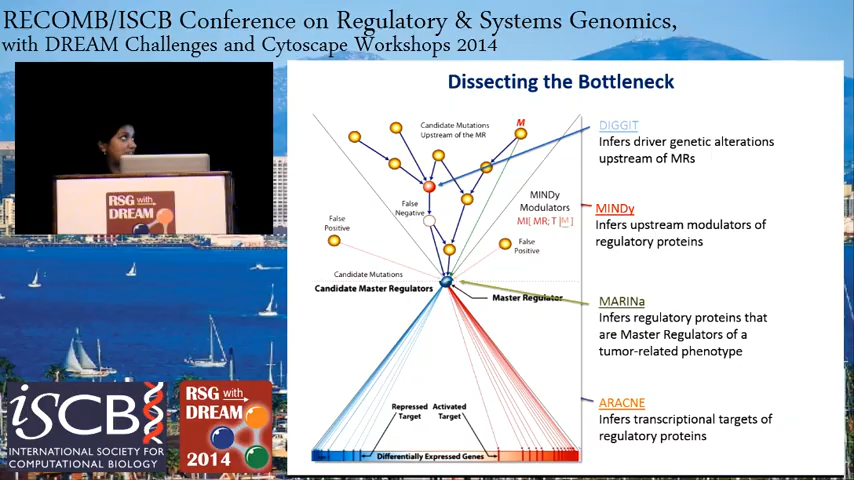 RECOMB/ISCB Conference on Regulatory & Systems Genomics,
with DREAM Challenges and Cytoscape Workshops 2014
RSG with
DREAM
Dissecting the Bottleneck
Candidate Mutations
Upstream of the MR
M
False
Negative
MINDy
Modulators
MI[ MR; T |M ]
False
Positive
False
Positive
Candidate Mutations
Candidate Master Regulators
Master Regulator
Repressed
Target
Activated
Target
Differentially Expressed Genes
DIGGIT
Infers driver genetic alterations
upstream of MRs
MINDy
Infers upstream modulators of
regulatory proteins
MARINa
Infers regulatory proteins that
are Master Regulators of a
tumor-related phenotype
ARACNE
Infers transcriptional targets of
regulatory proteins
iSCB
INTERNATIONAL SOCIETY FOR
COMPUTATIONAL BIOLOGY
RSG with
DREAM
2014